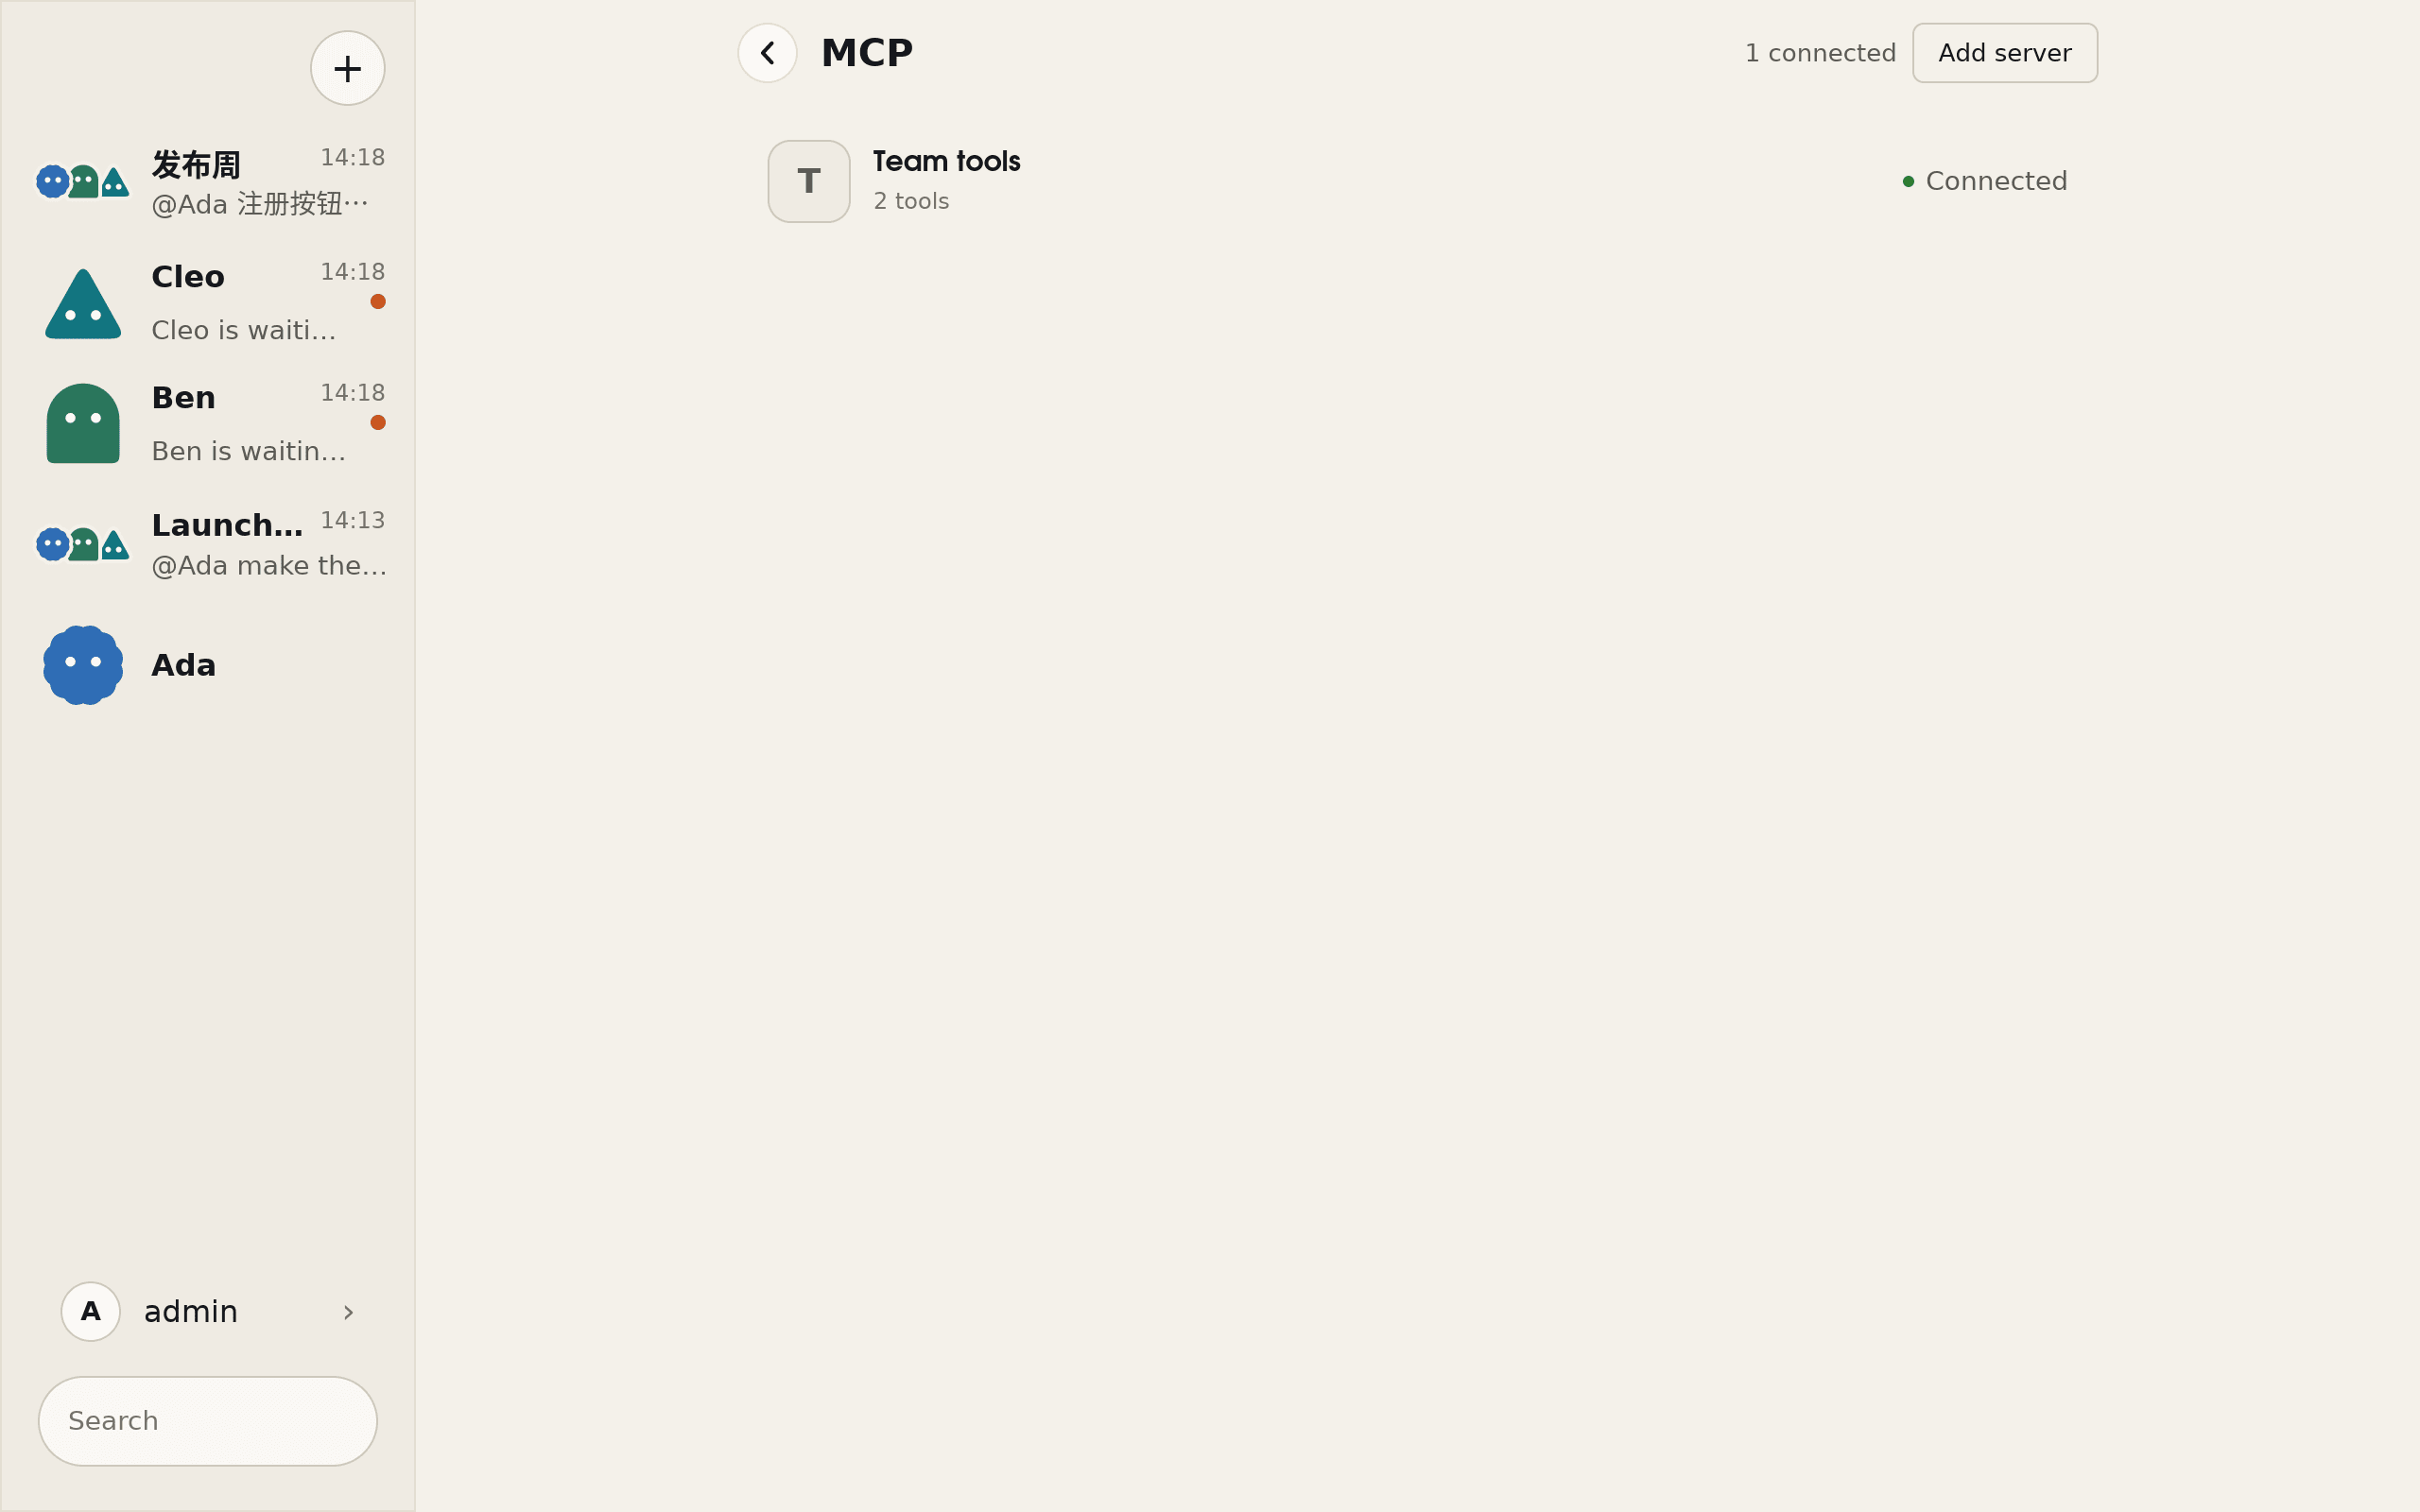 +
发布周
14:18
@Ada 注册按钮…
Cleo
14:18
Cleo is waiti…
Ben
14:18
Ben is waitin…
Launch…
14:13
@Ada make the…
Ada
A
admin
›
Search
MCP
1 connected
Add server
T
Team tools
2 tools
Connected